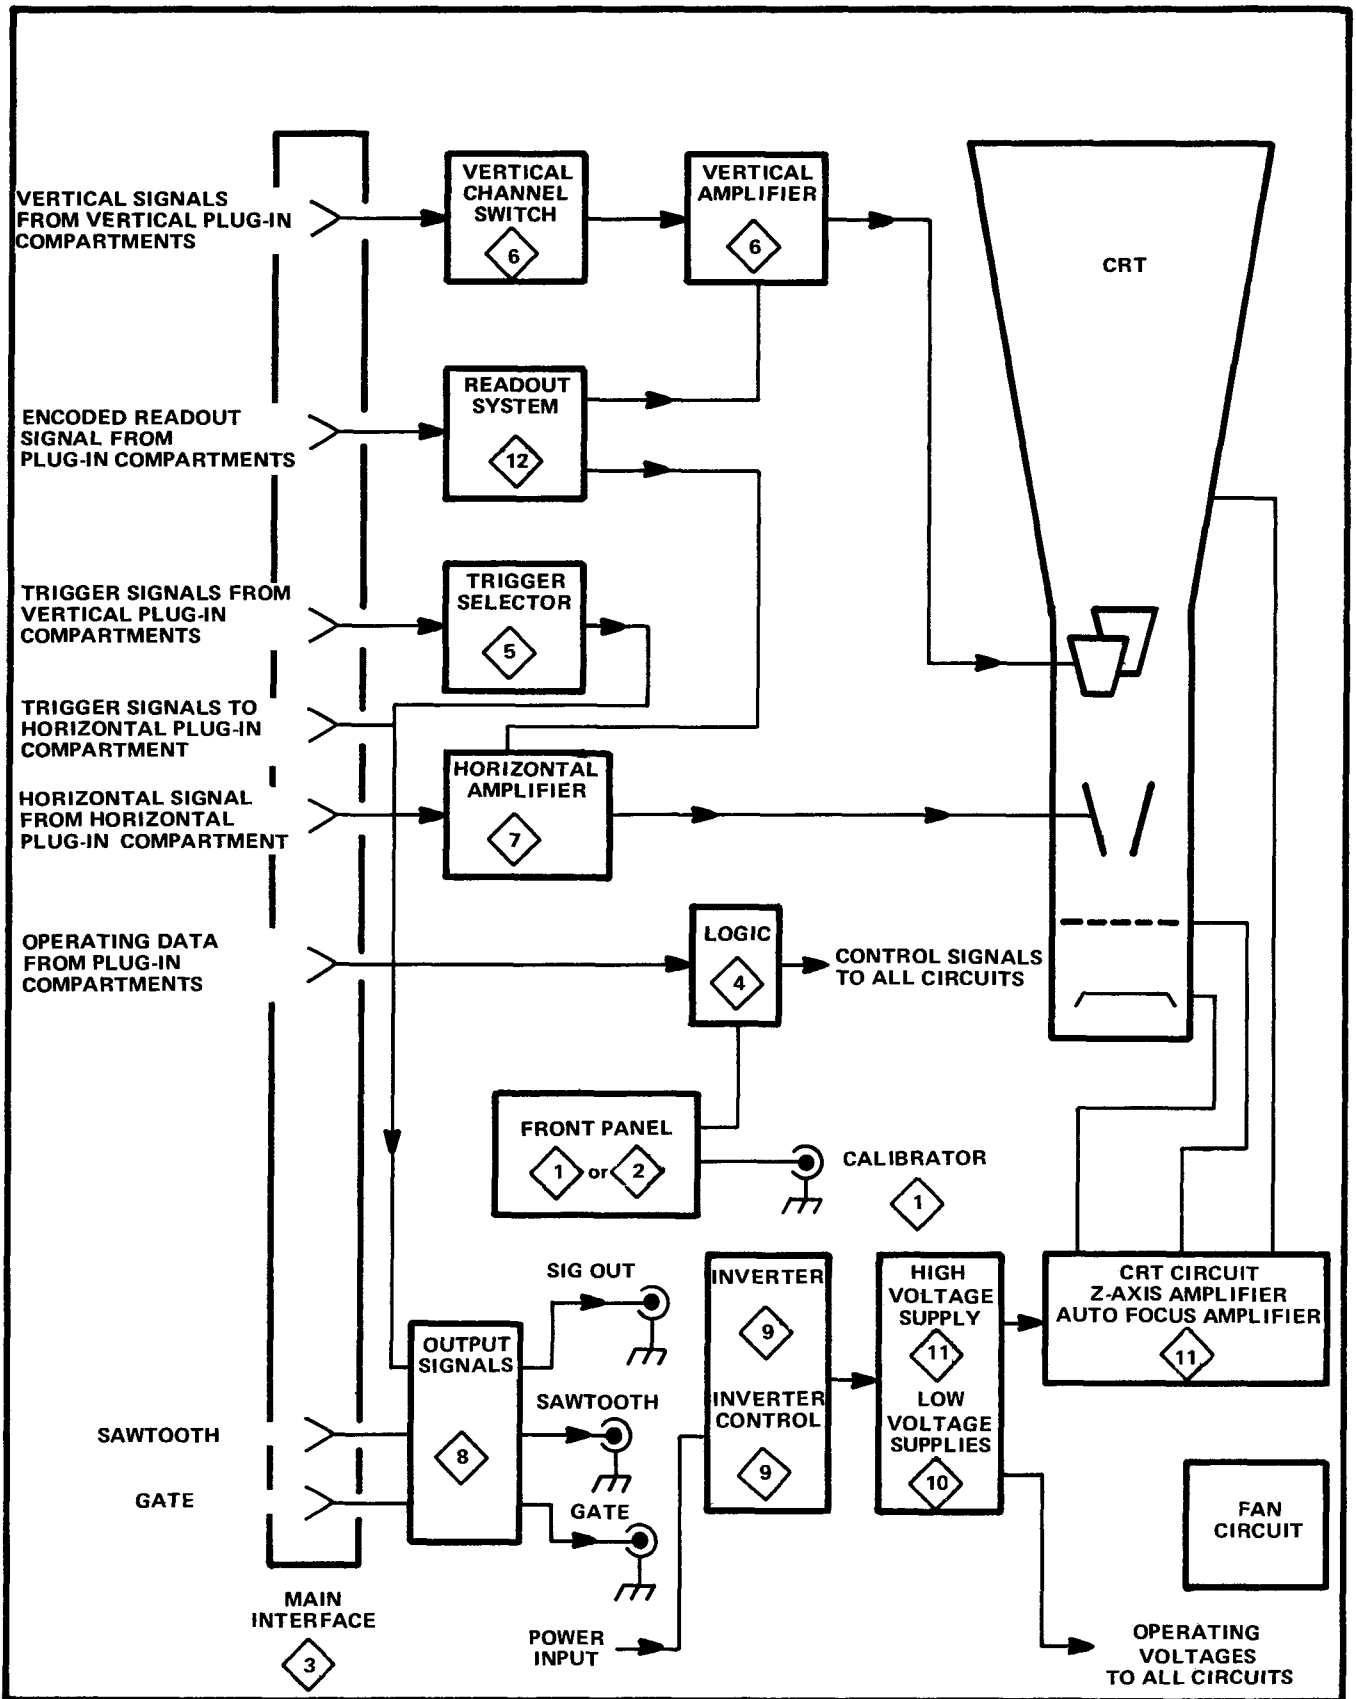 VERTICAL SIGNALS
FROM VERTICAL PLUG-IN
COMPARTMENTS
VERTICAL
CHANNEL
SWITCH
6
VERTICAL
AMPLIFIER
6
CRT
ENCODED READOUT
SIGNAL FROM
PLUG-IN COMPARTMENTS
READOUT
SYSTEM
12
TRIGGER SIGNALS FROM
VERTICAL PLUG-IN
COMPARTMENTS
TRIGGER
SELECTOR
5
TRIGGER SIGNALS TO
HORIZONTAL PLUG-IN
COMPARTMENT
HORIZONTAL SIGNAL
FROM HORIZONTAL
PLUG-IN COMPARTMENT
HORIZONTAL
AMPLIFIER
7
OPERATING DATA
FROM PLUG-IN
COMPARTMENTS
LOGIC
4
CONTROL SIGNALS
TO ALL CIRCUITS
FRONT PANEL
1 or 2
CALIBRATOR
1
SIG OUT
OUTPUT
SIGNALS
8
SAWTOOTH
GATE
SAWTOOTH
GATE
INVERTER
9
INVERTER
CONTROL
9
HIGH
VOLTAGE
SUPPLY
11
LOW
VOLTAGE
SUPPLIES
10
CRT CIRCUIT
Z-AXIS AMPLIFIER
AUTO FOCUS AMPLIFIER
11
FAN
CIRCUIT
MAIN
INTERFACE
3
POWER
INPUT
OPERATING
VOLTAGES
TO ALL CIRCUITS